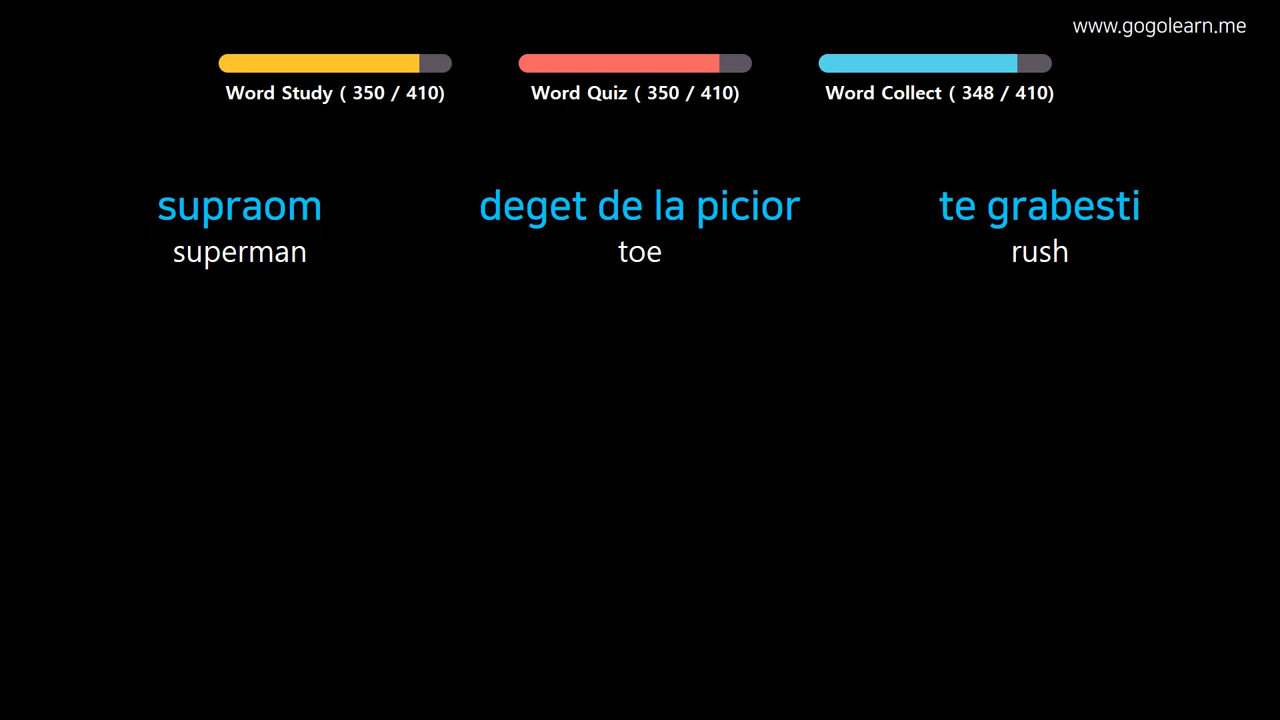 www.gogolearn.me
Word Study ( 350 / 410)
Word Quiz ( 350 / 410)
Word Collect ( 348 / 410)
supraom
superman
deget de la picior
toe
te grabesti
rush